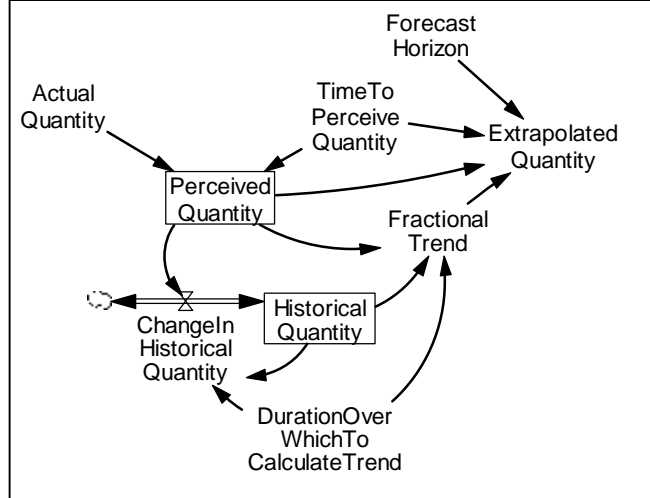 Forecast
Horizon
Actual
Quantity
TimeTo
Perceive
Quantity
Extrapolated
Quantity
Perceived
Quantity
Fractional
Trend
Historical
Quantity
ChangeIn
Historical
Quantity
DurationOver
WhichTo
CalculateTrend